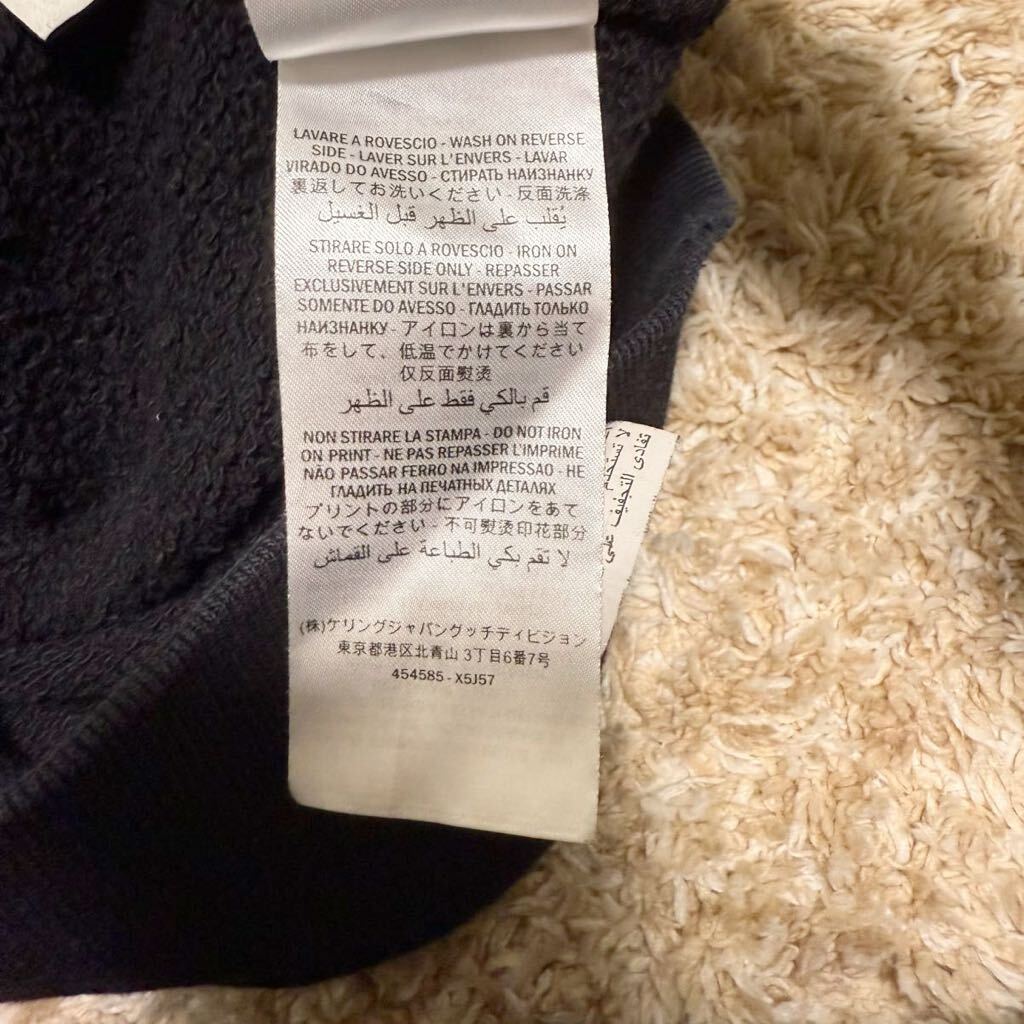 LAVARE A ROVESCIO - WASH ON REVERSE
SIDE - LAVER SUR L'ENVERS - LAVAR
VIRADO DO AVESSO - СТИРАТЬ НАИЗНАНКУ
裏返してお洗いください - 反面洗涤
يُقلب على الظهر قبل الغسيل
STIRARE SOLO A ROVESCIO - IRON ON
REVERSE SIDE ONLY - REPASSER
EXCLUSIVEMENT SUR L'ENVERS - PASSAR
SOMENTE DO AVESSO - ГЛАДИТЬ ТОЛЬКО
НАИЗНАНКУ - アイロンは裏から当て
布をして、低温でかけてください
仅反面熨烫
قم بالكي فقط على الظهر
NON STIRARE LA STAMPA - DO NOT IRON
ON PRINT - NE PAS REPASSER L'IMPRIME
NÃO PASSAR FERRO NA IMPRESSAO - НЕ
ГЛАДИТЬ НА ПЕЧАТНЫХ ДЕТАЛЯХ
プリントの部分にアイロンをあて
ないでください - 不可熨烫印花部分
لا تقم بكي الطباعة على القماش
(株)ケリングジャパングッチディビジョン
東京都港区北青山 3丁目6番7号
454585 - X5J57
تفادى التجفيف على
لا تستخدم